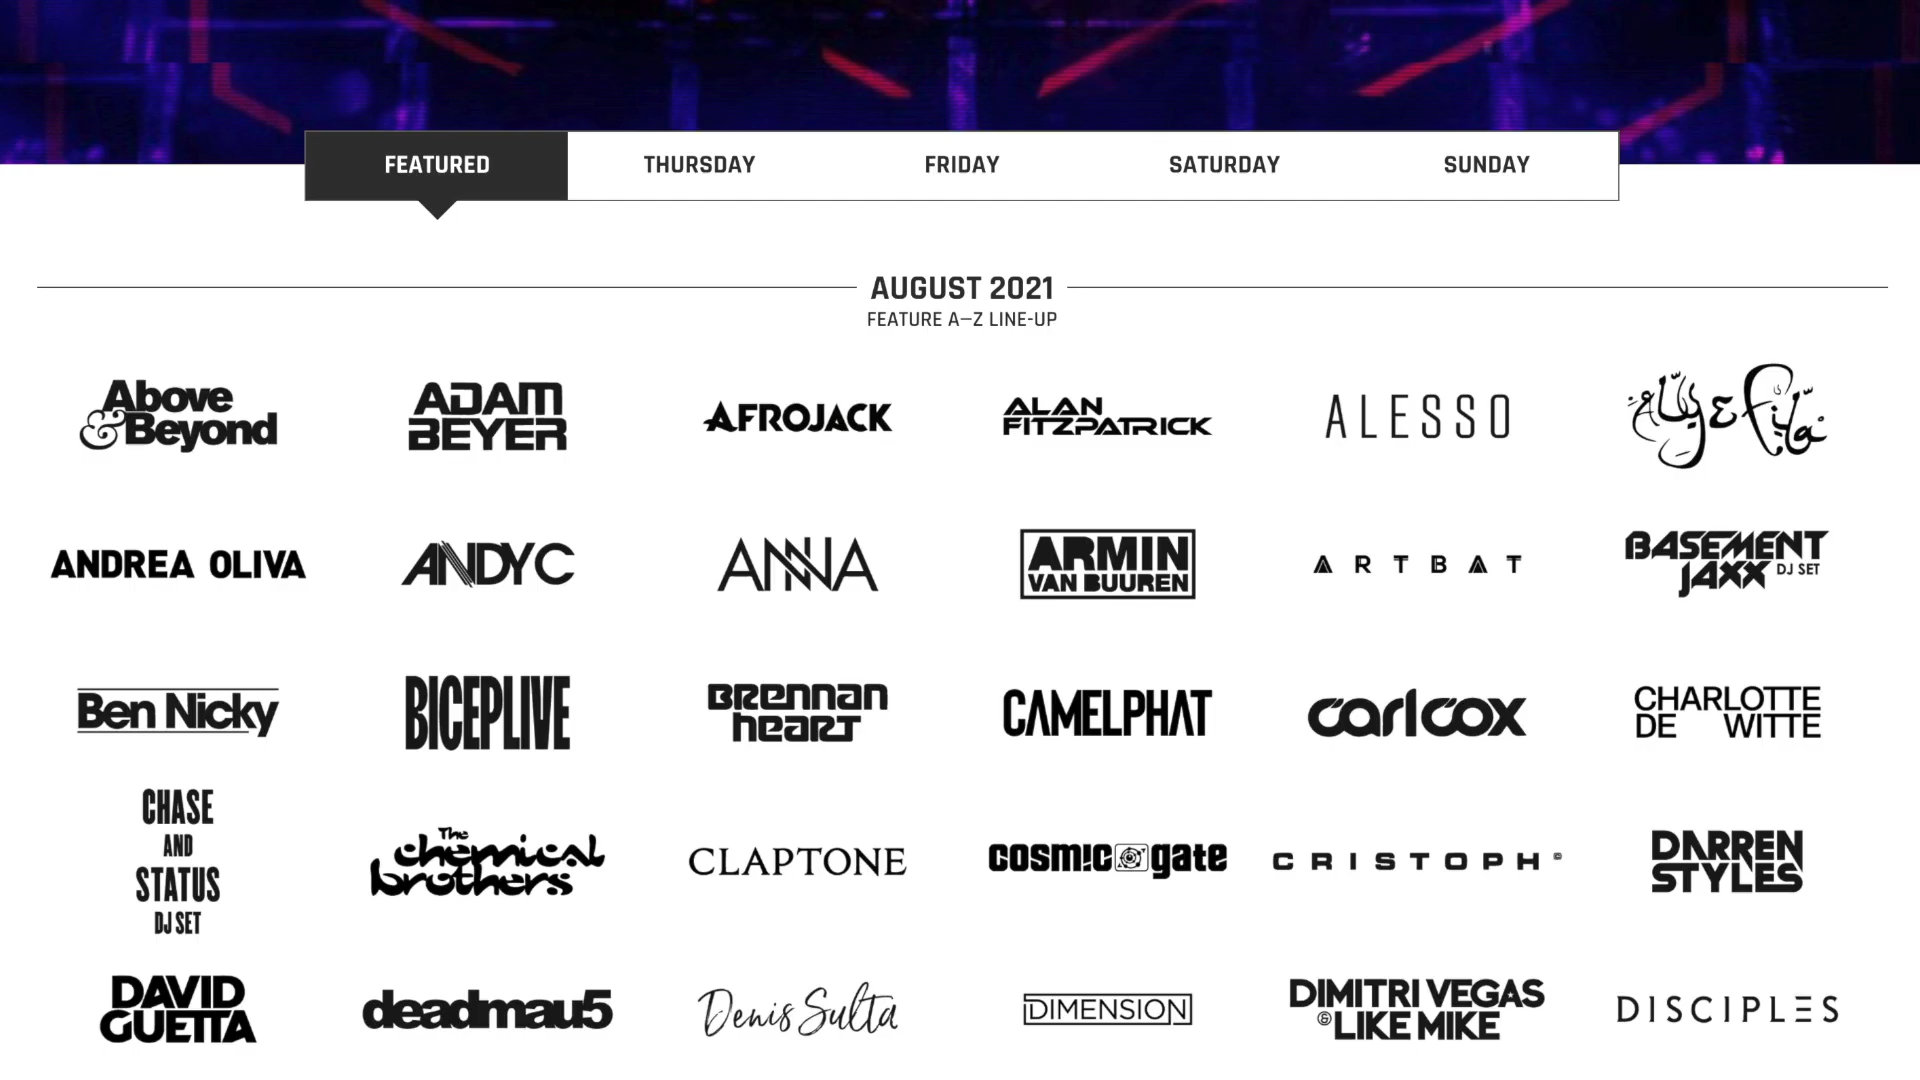 FEATURED
THURSDAY
FRIDAY
SATURDAY
SUNDAY
AUGUST 2021
FEATURE A–Z LINE-UP
Above
& Beyond
ADAM
BEYER
AFROJACK
ALAN
FITZPATRICK
ALESSO
Aly & Fila
ANDREA OLIVA
ANDY C
ANNA
ARMIN
VAN BUUREN
ARTBAT
BASEMENT
JAXX DJ SET
Ben Nicky
BICEPLIVE
Brennan
heart
CAMELPHAT
carl cox
CHARLOTTE
DE WITTE
CHASE
AND
STATUS
DJ SET
The
chemical
brothers
CLAPTONE
cosmic gate
CRISTOPH©
DARREN
STYLES
DAVID
GUETTA
deadmau5
Denis Sulta
DIMENSION
DIMITRI VEGAS
& LIKE MIKE
DISCIPLES